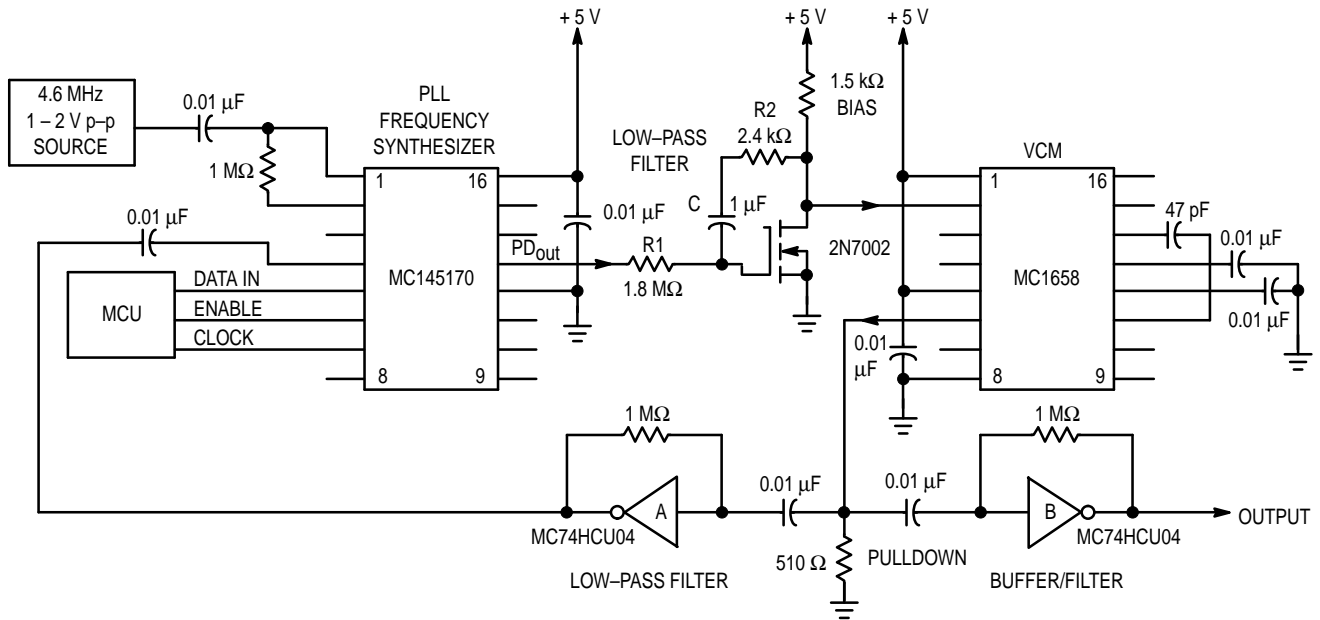 + 5 V
+ 5 V
+ 5 V
4.6 MHz
1 – 2 V p–p
SOURCE
0.01 µF
1 MΩ
PLL
FREQUENCY
SYNTHESIZER
1
16
MC145170
8
9
0.01 µF
MCU
DATA IN
ENABLE
CLOCK
0.01 µF
PDout
R1
1.8 MΩ
LOW–PASS
FILTER
R2
2.4 kΩ
C
1 µF
1.5 kΩ
BIAS
2N7002
VCM
1
16
MC1658
8
9
47 pF
0.01 µF
0.01 µF
0.01
µF
1 MΩ
A
MC74HCU04
LOW–PASS FILTER
0.01 µF
510 Ω
PULLDOWN
0.01 µF
1 MΩ
B
MC74HCU04
BUFFER/FILTER
OUTPUT